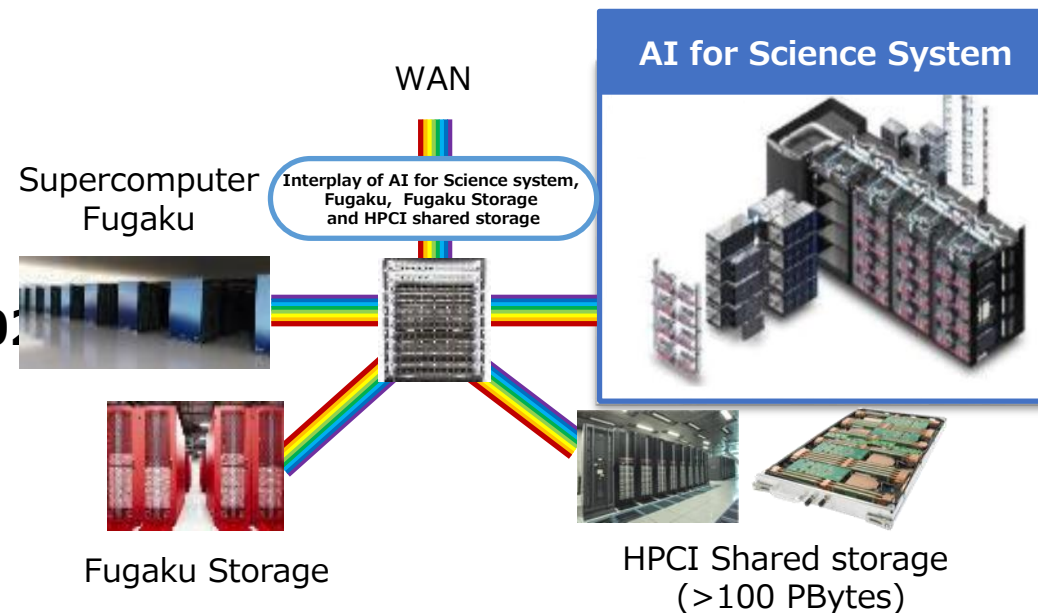 AI for Science System
WAN
Interplay of AI for Science system,
Fugaku, Fugaku Storage
and HPCI shared storage
Supercomputer
Fugaku
Fugaku Storage
HPCI Shared storage
(>100 PBytes)